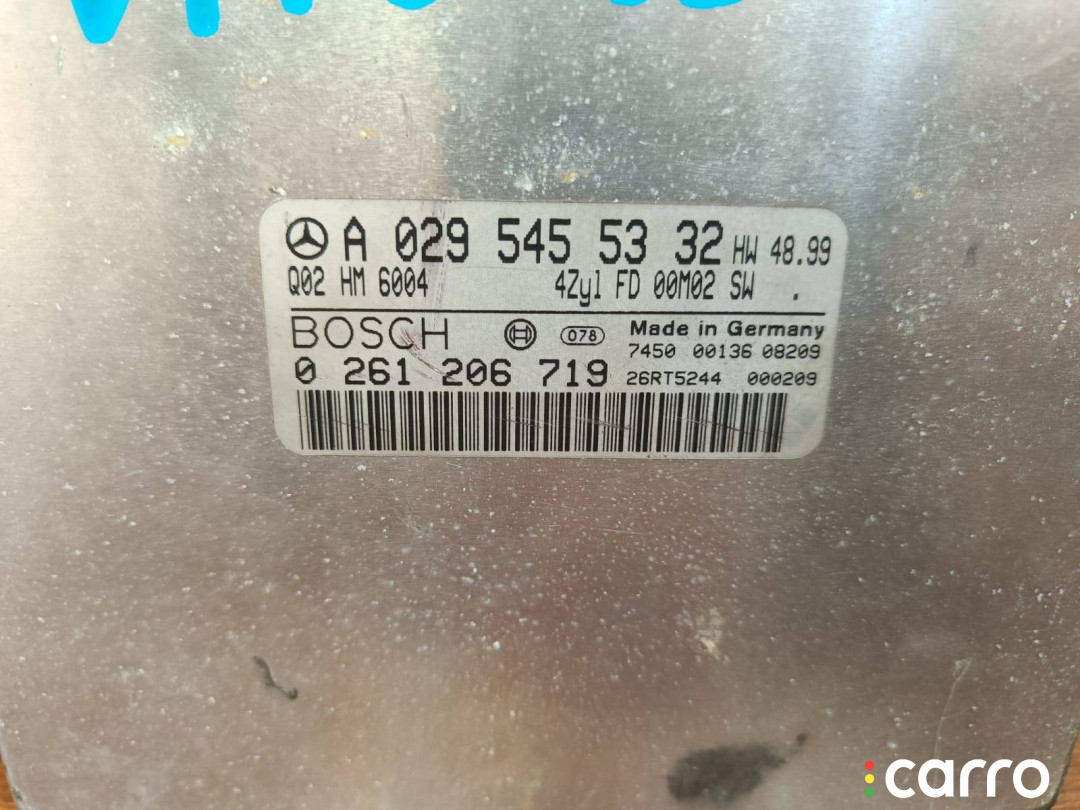 A 029 545 53 32 HW 48.99
Q02 HM 6004 4Zyl FD 00M02 SW .
BOSCH 078 Made in Germany
7450 00136 08209
0 261 206 719 26RT5244 000209
carro